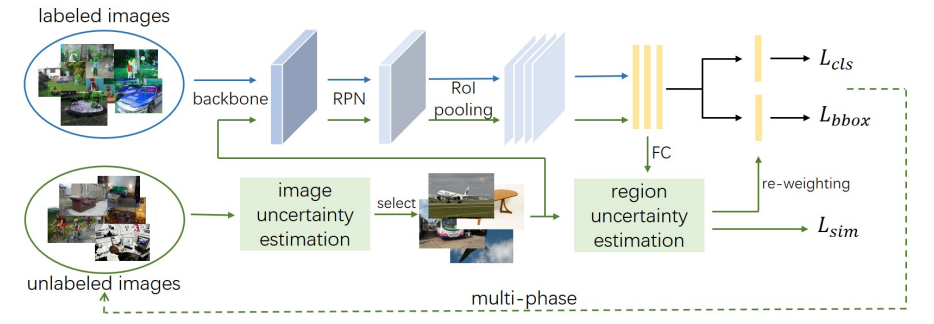 labeled images
backbone
RPN
RoI
pooling
FC
L_cls
L_bbox
re-weighting
L_sim
image
uncertainty
estimation
select
region
uncertainty
estimation
unlabeled images
multi-phase